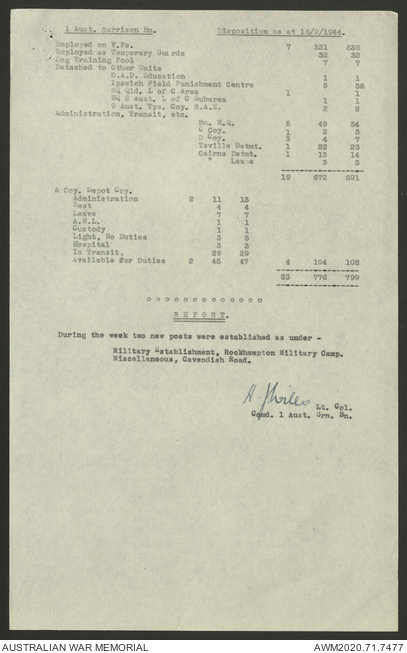 1 Aust. Garrison Bn. Disposition as at 16/9/1944.
Employed on V.Ps. 7 531 538
Employed as Temporary Guards 32 32
Dog Training Pool 7 7
Detached to Other Units
D.A.D. Education 1 1
Ipswich Field Punishment Centre 5 5
HQ Qld. L of C Area 1 1
HQ 2 Aust. L of C Subarea 1 1
9 Aust. Tps. Coy. 2 2
Administration, Transit, etc.
Bn. H.Q. 5 49 54
C Coy. 1 2 3
D Coy. 3 4 7
Tsville Detmt. 1 22 23
Cairns Detmt. 1 13 14
" Leave 3 3
19 672 691
A Coy. Depot Coy.
Administration 2 11 13
Rest 4 4
Leave 7 7
A.W.L. 1 1
Custody 1 1
Light, No Duties 3 3
Hospital 3 3
In Transit, 29 29
Available for Duties 2 45 47 4 104 108
23 776 799
o o o o o o o o o o o o o
REPORT.
During the week two new posts were established as under -
Military Establishment, Rockhampton Military Camp.
Miscellaneous, Cavendish Road.
Lt. Col.
Comd. 1 Aust. Grn. Bn.
AUSTRALIAN WAR MEMORIAL AWM2020.71.7477